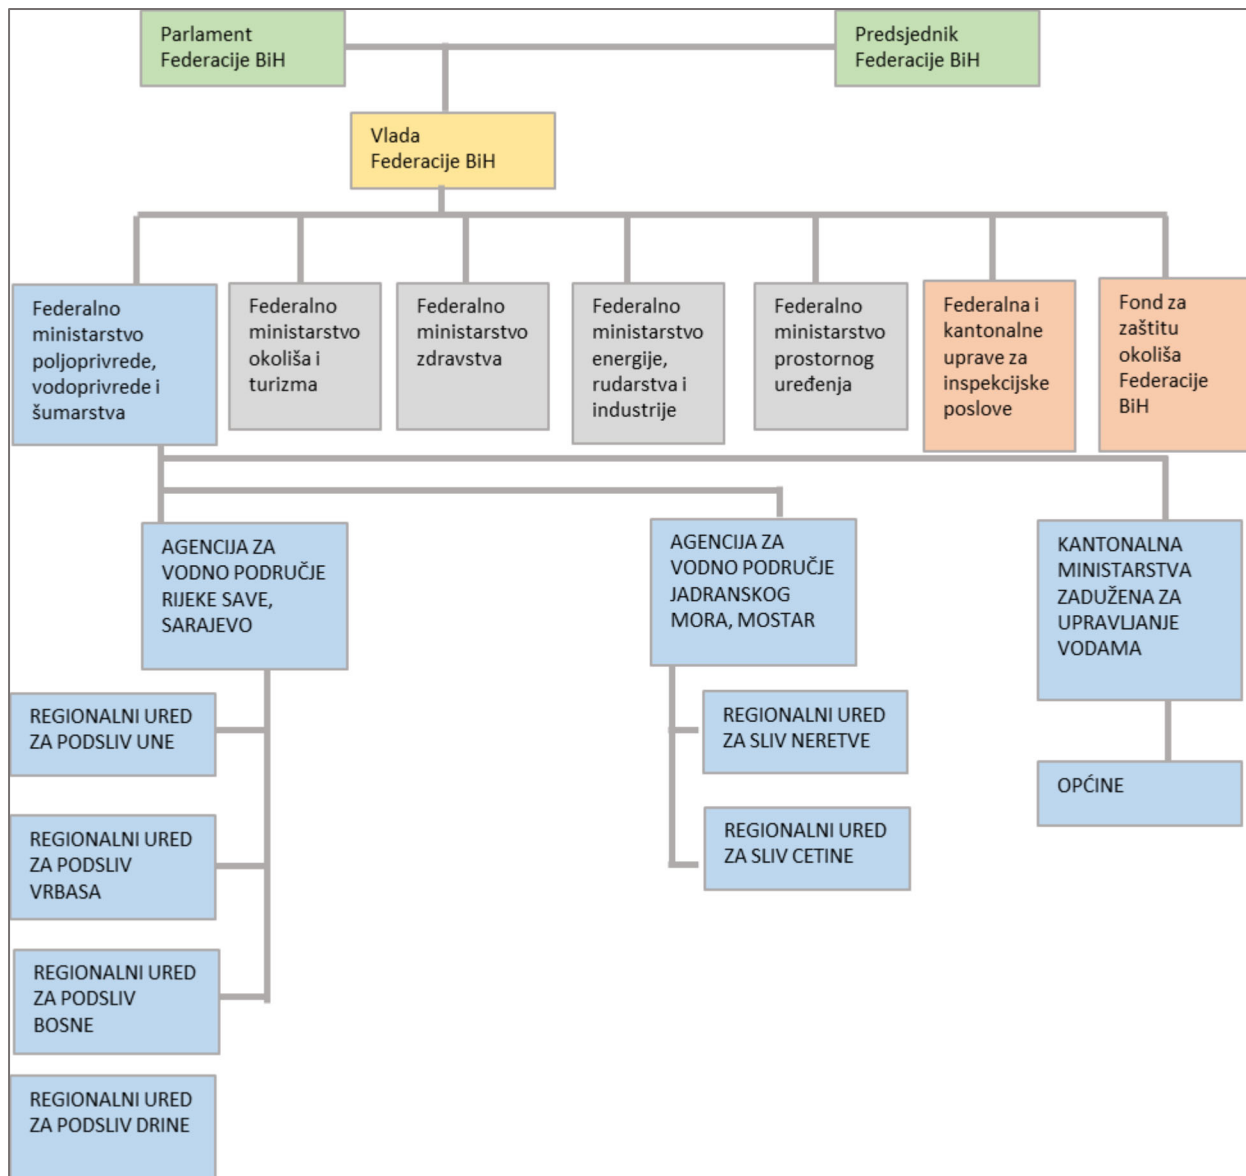 Parlament
Federacije BiH
Predsjednik
Federacije BiH
Vlada
Federacije BiH
Federalno
ministarstvo
poljoprivrede,
vodoprivrede i
šumarstva
Federalno
ministarstvo
okoliša i
turizma
Federalno
ministarstvo
zdravstva
Federalno
ministarstvo
energije,
rudarstva i
industrije
Federalno
ministarstvo
prostornog
uređenja
Federalna i
kantonalne
uprave za
inspekcijske
poslove
Fond za
zaštitu
okoliša
Federacije
BiH
AGENCIJA ZA
VODNO PODRUČJE
RIJEKE SAVE,
SARAJEVO
AGENCIJA ZA
VODNO PODRUČJE
JADRANSKOG
MORA, MOSTAR
KANTONALNA
MINISTARSTVA
ZADUŽENA ZA
UPRAVLJANJE
VODAMA
REGIONALNI URED
ZA PODSLIV UNE
REGIONALNI URED
ZA PODSLIV
VRBASA
REGIONALNI URED
ZA PODSLIV
BOSNE
REGIONALNI URED
ZA PODSLIV DRINE
REGIONALNI URED
ZA SLIV NERETVE
REGIONALNI URED
ZA SLIV CETINE
OPĆINE